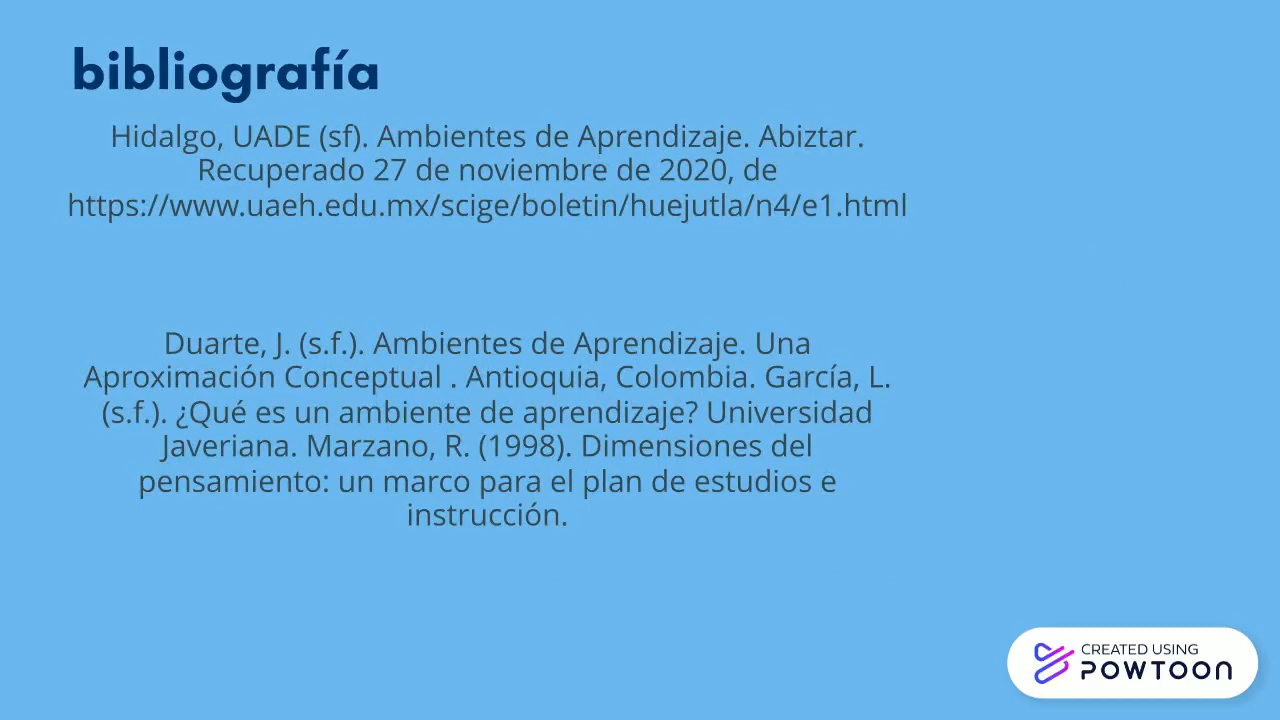 bibliografía
Hidalgo, UADE (sf). Ambientes de Aprendizaje. Abiztar.
Recuperado 27 de noviembre de 2020, de
https://www.uaeh.edu.mx/scige/boletin/huejutla/n4/e1.html
Duarte, J. (s.f.). Ambientes de Aprendizaje. Una
Aproximación Conceptual . Antioquia, Colombia. García, L.
(s.f.). ¿Qué es un ambiente de aprendizaje? Universidad
Javeriana. Marzano, R. (1998). Dimensiones del
pensamiento: un marco para el plan de estudios e
instrucción.
CREATED USING
POWTOON